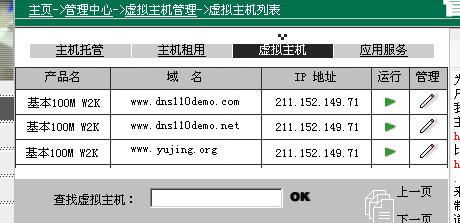 主页->管理中心->虚拟主机管理->虚拟主机列表
主机托管 主机租用 虚拟主机 应用服务
产品名 域 名 IP 地址 运行 管理
基本100M W2K www.dns110demo.com 211.152.149.71
基本100M W2K www.dns110demo.net 211.152.149.71
基本100M W2K www.yujing.org 211.152.149.71
查找虚拟主机： OK
上一页
下一页